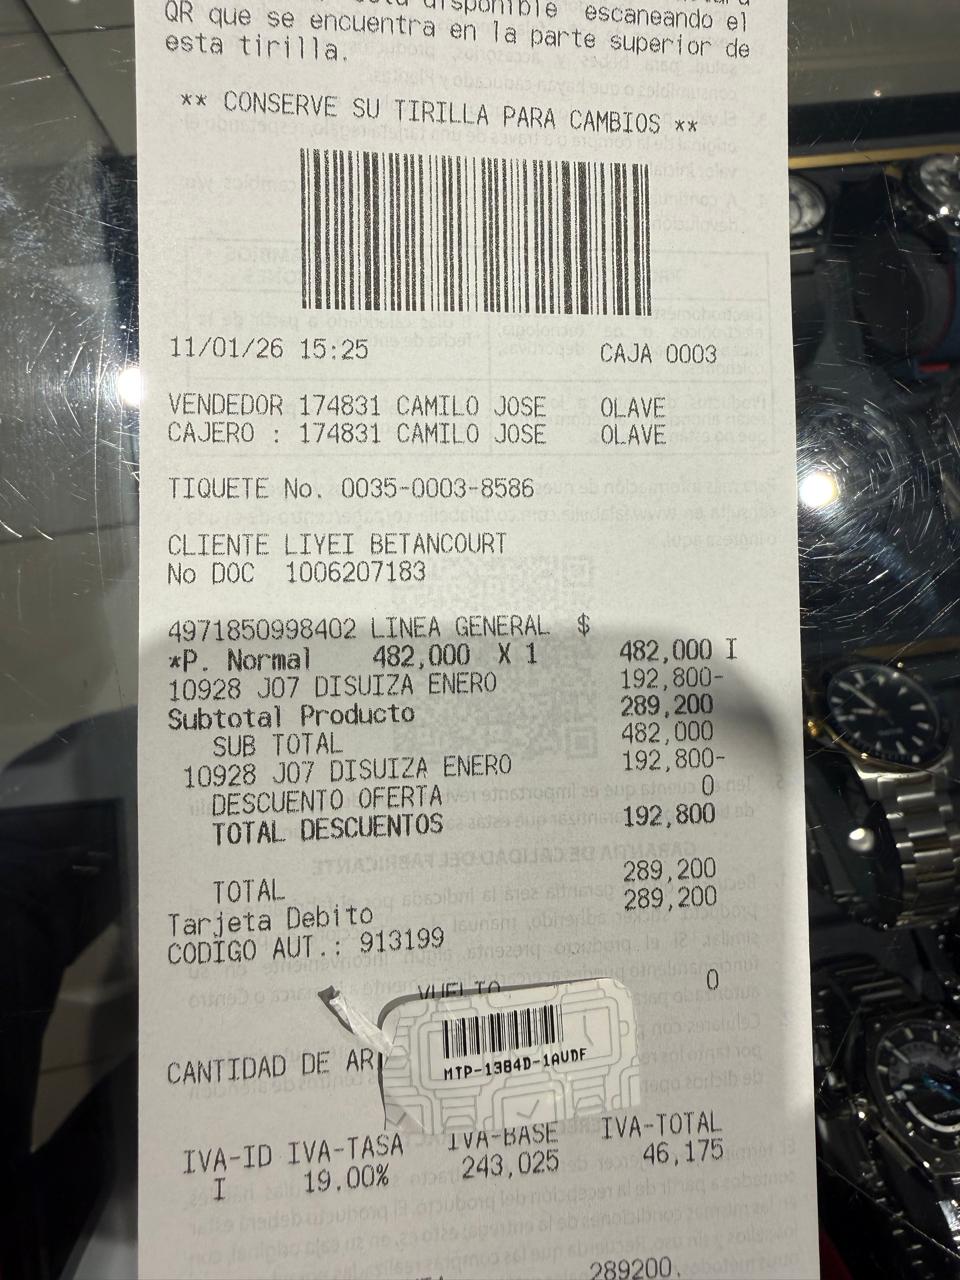 disponible escaneando el
QR que se encuentra en la parte superior de
esta tirilla.
** CONSERVE SU TIRILLA PARA CAMBIOS **
11/01/26 15:25 CAJA 0003
VENDEDOR 174831 CAMILO JOSE OLAVE
CAJERO : 174831 CAMILO JOSE OLAVE
TIQUETE No. 0035-0003-8586
CLIENTE LIYEI BETANCOURT
No DOC 1006207183
4971850998402 LINEA GENERAL $
*P. Normal 482,000 X 1 482,000 I
10928 J07 DISUIZA ENERO 192,800-
Subtotal Producto 289,200
SUB TOTAL 482,000
10928 J07 DISUIZA ENERO 192,800-
DESCUENTO OFERTA 0
TOTAL DESCUENTOS 192,800
TOTAL 289,200
Tarjeta Debito 289,200
CODIGO AUT.: 913199
VUELTO 0
MTP-1384D-1AVDF
CANTIDAD DE AR
IVA-ID IVA-TASA IVA-BASE IVA-TOTAL
I 19.00% 243,025 46,175
289200.